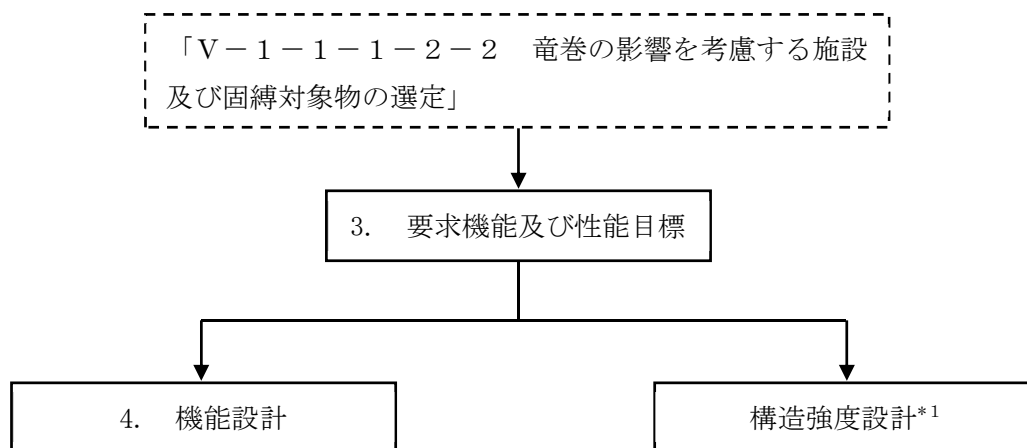 「Ⅴ-1-1-1-2-2 竜巻の影響を考慮する施設
及び固縛対象物の選定」
3. 要求機能及び性能目標
4. 機能設計
構造強度設計*1